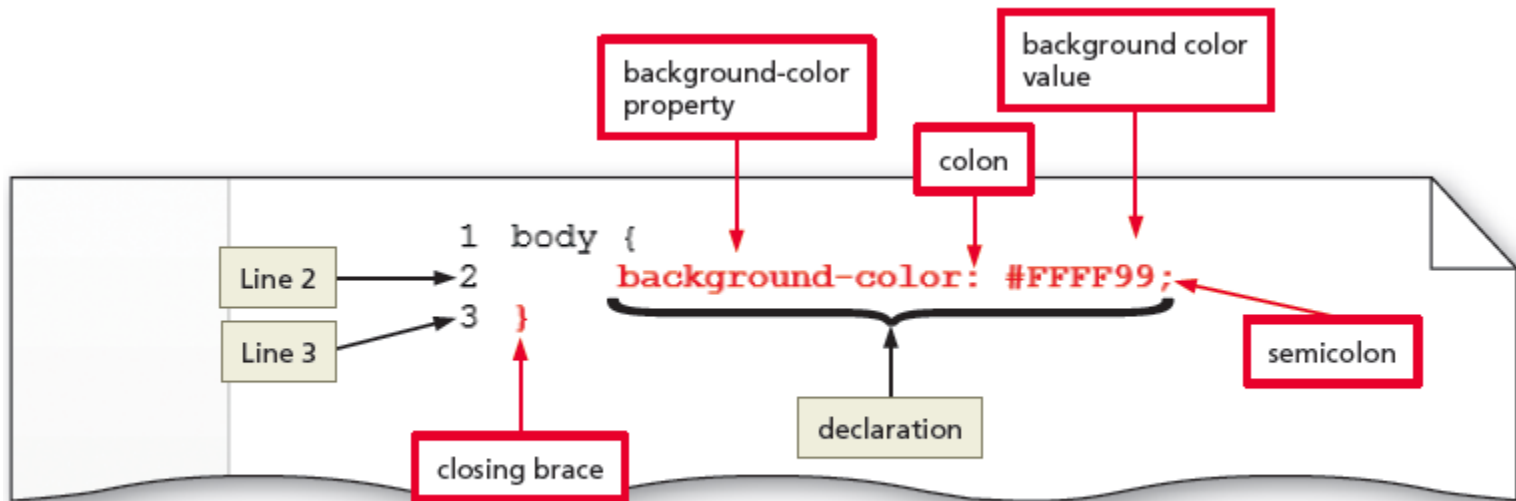 background-color
property
background color
value
colon
1 body {
Line 2
2 background-color: #FFFF99;
3 }
Line 3
semicolon
declaration
closing brace